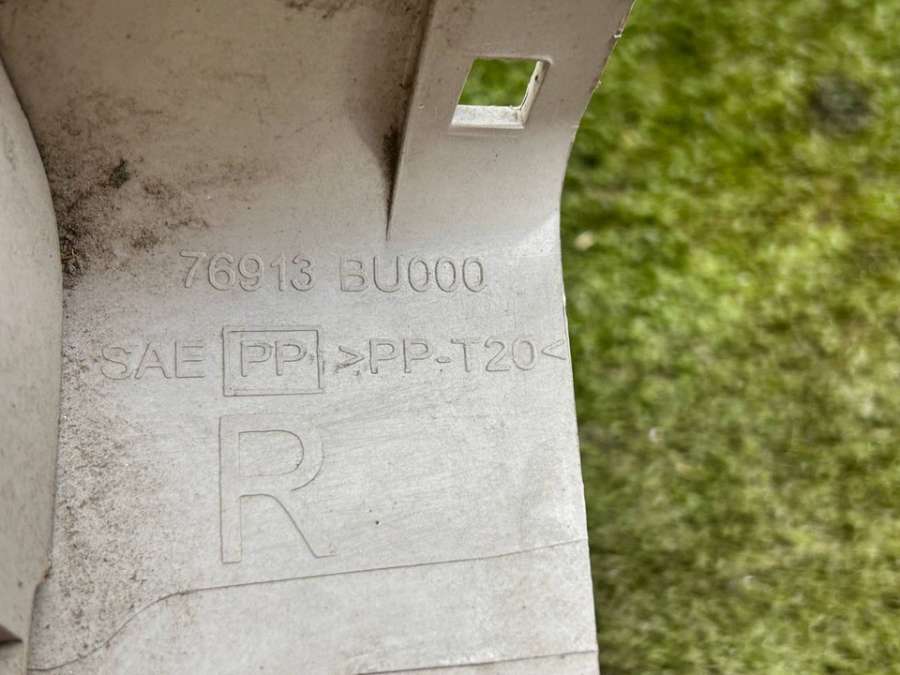 76913 BU000
SAE PP >PP-T20<
R